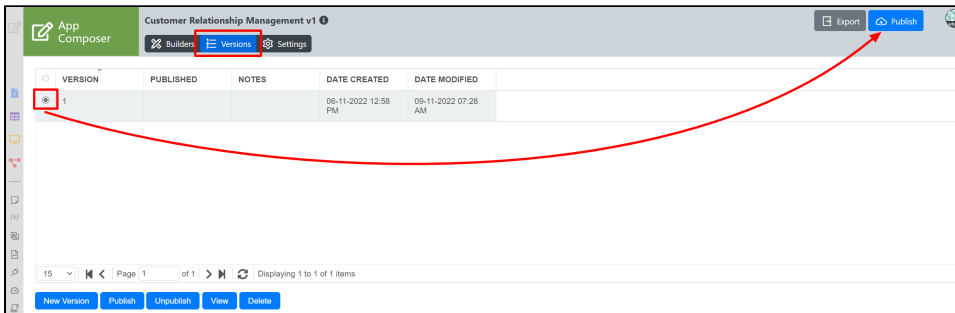 App
Composer
Customer Relationship Management v1
Builders
Versions
Settings
Export
Publish
VERSION PUBLISHED NOTES DATE CREATED DATE MODIFIED
1 06-11-2022 12:58 PM 09-11-2022 07:28 AM
15 Page 1 of 1 Displaying 1 to 1 of 1 items
New Version Publish Unpublish View Delete